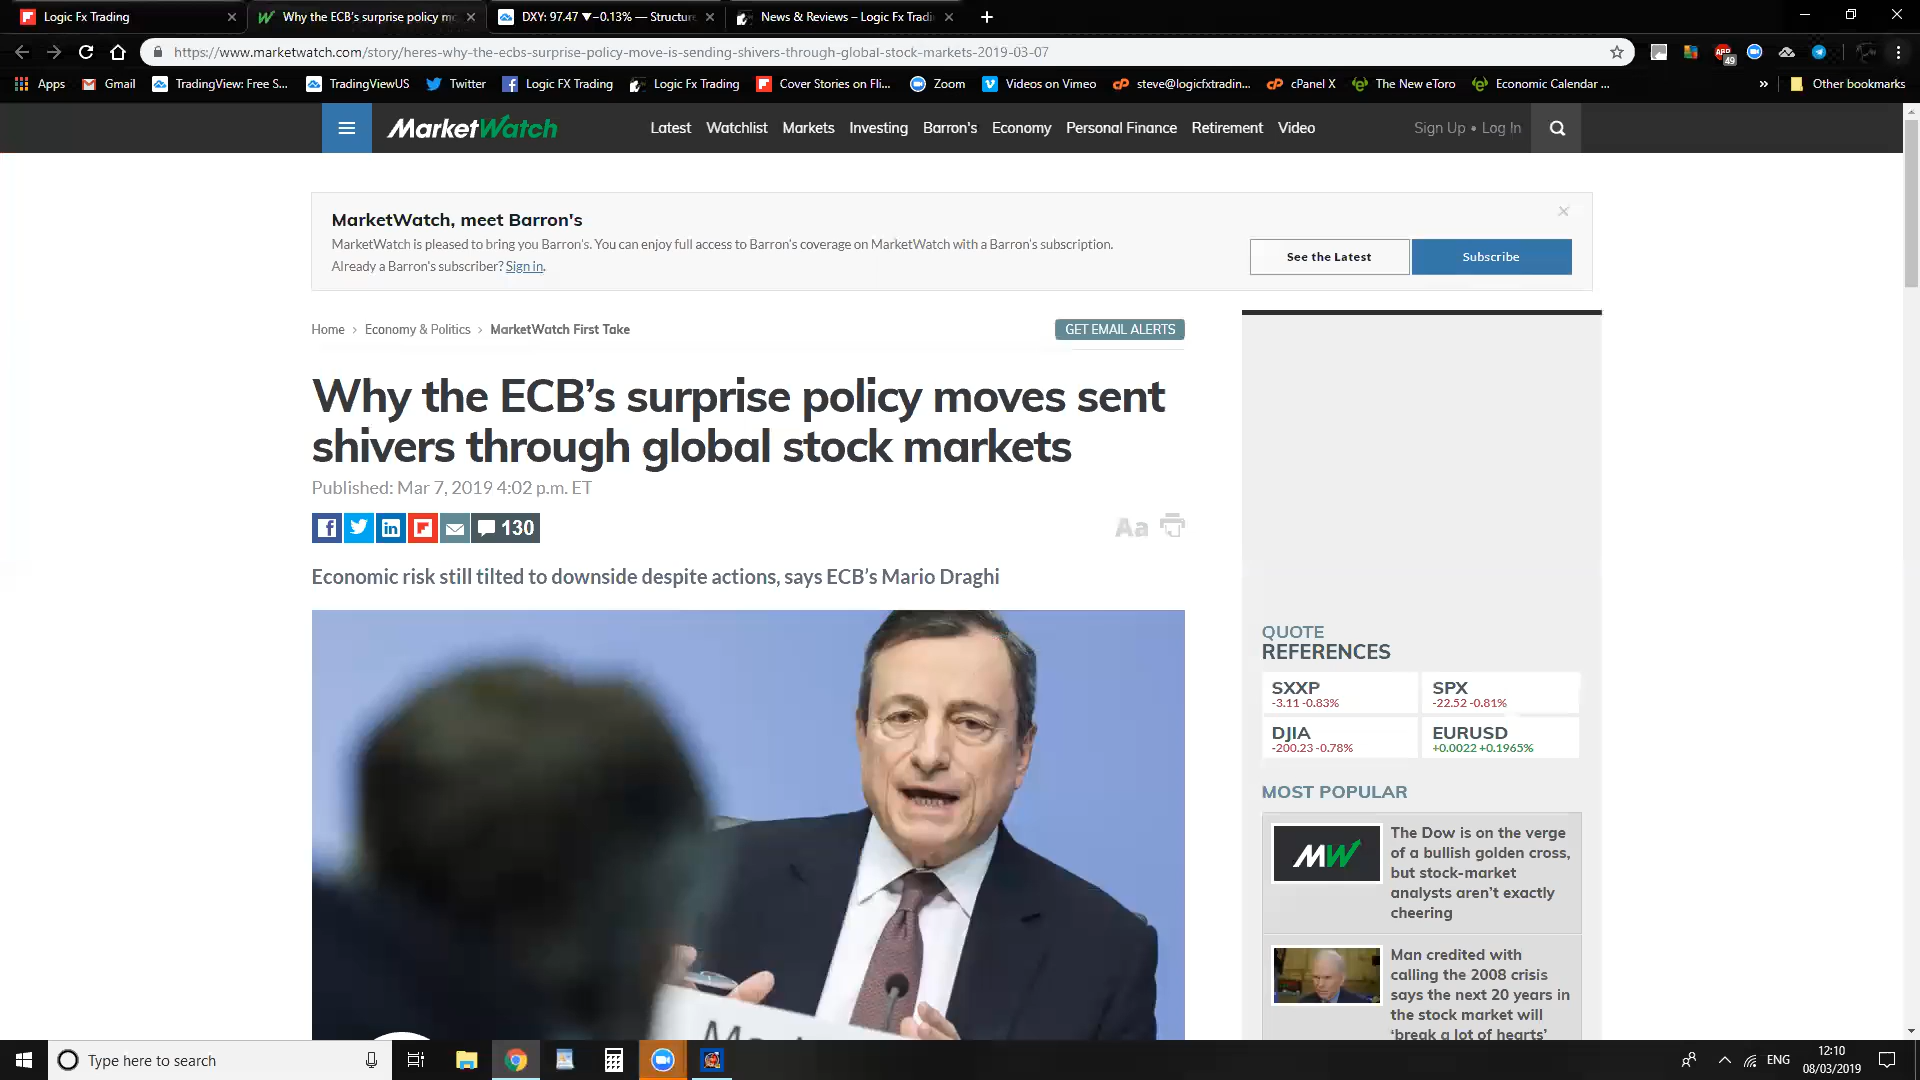 Logic Fx Trading
Why the ECB's surprise policy m
DXY: 97.47 ▼−0.13% — Structur
News & Reviews – Logic Fx Tradi
https://www.marketwatch.com/story/heres-why-the-ecbs-surprise-policy-move-is-sending-shivers-through-global-stock-markets-2019-03-07
49
Apps
Gmail
TradingView: Free S...
TradingViewUS
Twitter
Logic FX Trading
Logic FX Trading
Cover Stories on Fli...
Zoom
Videos on Vimeo
steve@logicfxtradin...
cPanel X
The New eToro
Economic Calendar ...
»
Other bookmarks
MarketWatch
Latest
Watchlist
Markets
Investing
Barron's
Economy
Personal Finance
Retirement
Video
Sign Up • Log In
MarketWatch, meet Barron's
MarketWatch is pleased to bring you Barron's. You can enjoy full access to Barron's coverage on MarketWatch with a Barron's subscription.
Already a Barron's subscriber? Sign in.
See the Latest
Subscribe
Home › Economy & Politics › MarketWatch First Take
GET EMAIL ALERTS
Why the ECB's surprise policy moves sent
shivers through global stock markets
Published: Mar 7, 2019 4:02 p.m. ET
130
Aa
Economic risk still tilted to downside despite actions, says ECB's Mario Draghi
QUOTE
REFERENCES
SXXP
-3.11 -0.83%
SPX
-22.52 -0.81%
DJIA
-200.23 -0.78%
EURUSD
+0.0022 +0.1965%
MOST POPULAR
MW
The Dow is on the verge
of a bullish golden cross,
but stock-market
analysts aren't exactly
cheering
Man credited with
calling the 2008 crisis
says the next 20 years in
the stock market will
'break a lot of hearts'
Type here to search
ENG
12:10
08/03/2019